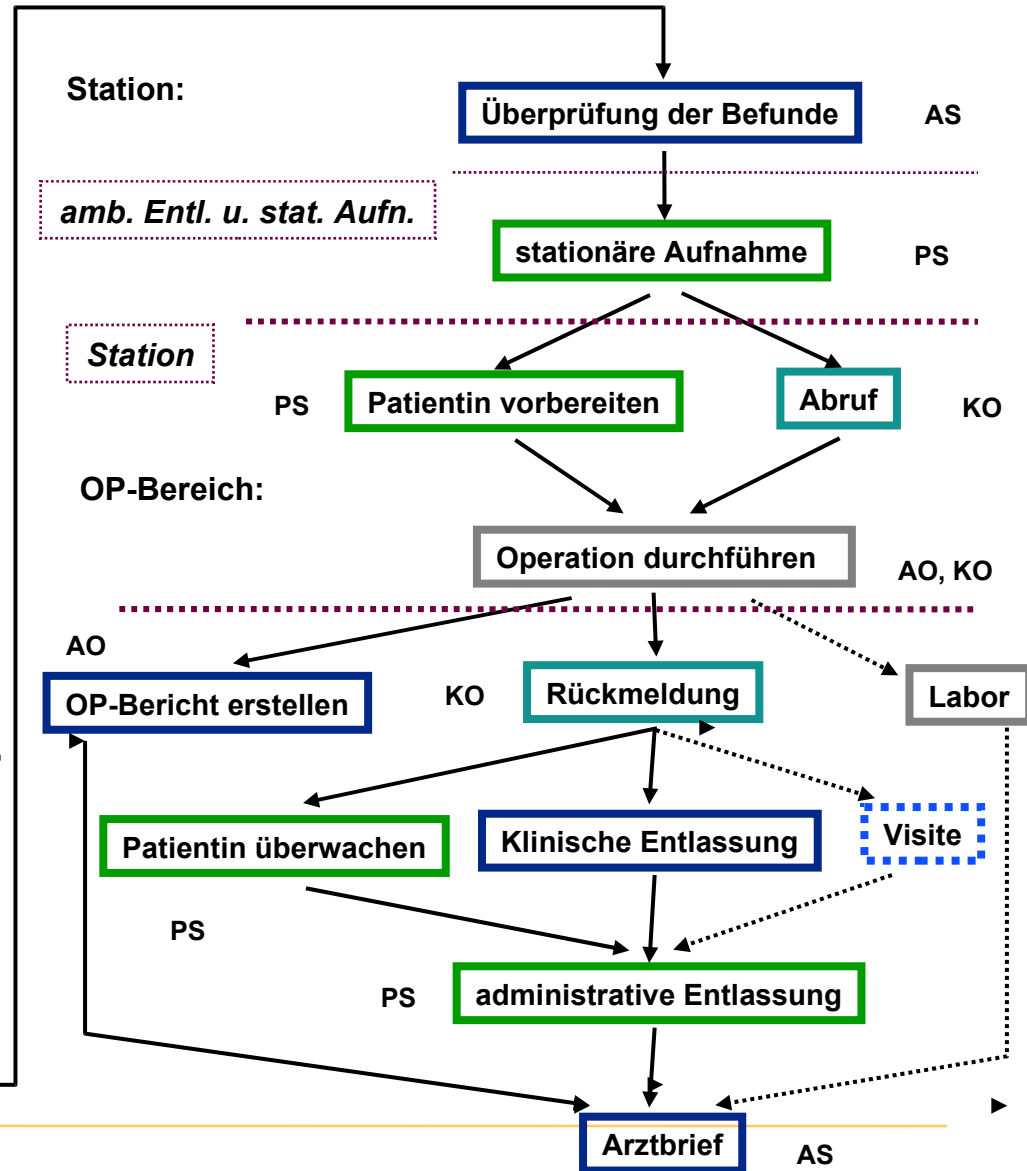 Station:
Überprüfung der Befunde
AS
amb. Entl. u. stat. Aufn.
stationäre Aufnahme
PS
Station
PS
Patientin vorbereiten
Abruf
KO
OP-Bereich:
Operation durchführen
AO, KO
AO
OP-Bericht erstellen
KO
Rückmeldung
Labor
Patientin überwachen
Klinische Entlassung
Visite
PS
PS
administrative Entlassung
Arztbrief
AS